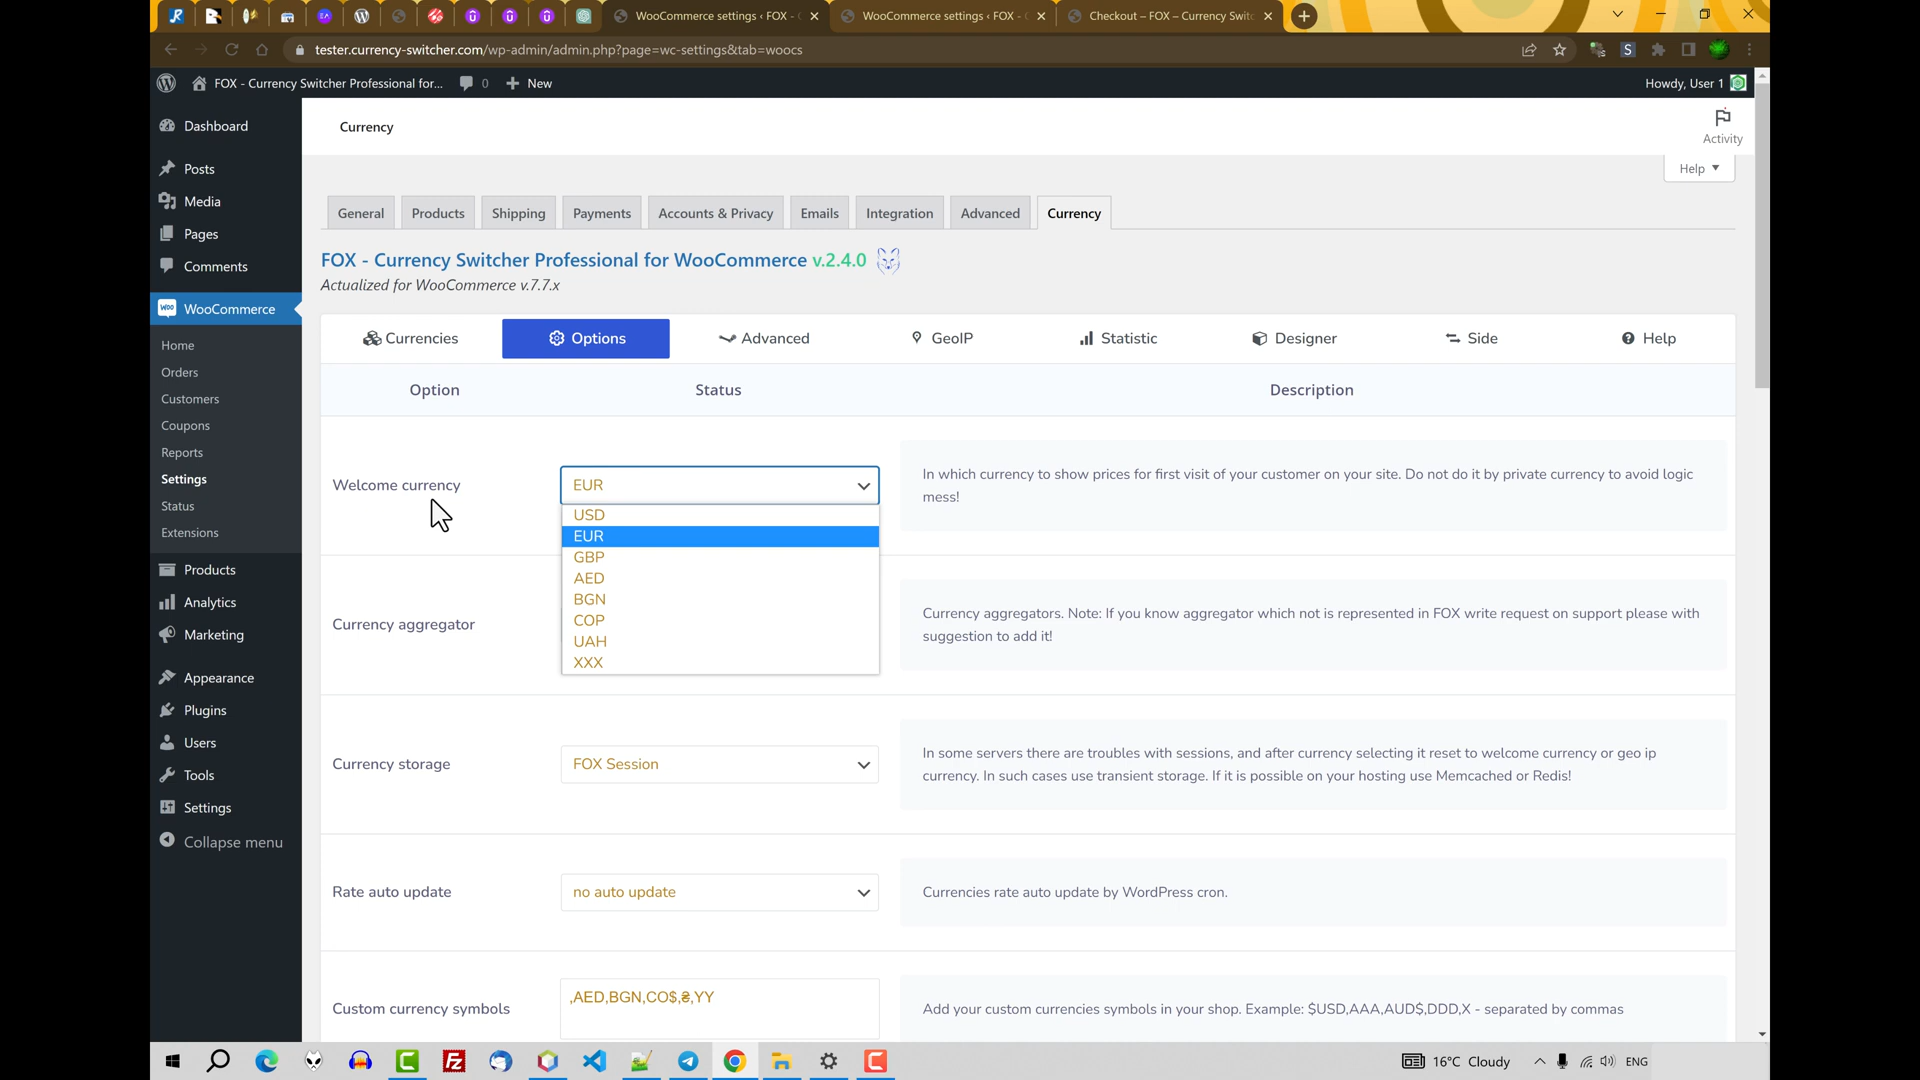 WooCommerce settings ‹ FOX - 
WooCommerce settings ‹ FOX - 
Checkout – FOX – Currency Swit
tester.currency-switcher.com/wp-admin/admin.php?page=wc-settings&tab=woocs
FOX - Currency Switcher Professional for...
0
New
Howdy, User 1
Dashboard
Posts
Media
Pages
Comments
WooCommerce
Home
Orders
Customers
Coupons
Reports
Settings
Status
Extensions
Products
Analytics
Marketing
Appearance
Plugins
Users
Tools
Settings
Collapse menu
Currency
Activity
Help
General
Products
Shipping
Payments
Accounts & Privacy
Emails
Integration
Advanced
Currency
FOX - Currency Switcher Professional for WooCommerce v.2.4.0
Actualized for WooCommerce v.7.7.x
Currencies
Options
Advanced
GeoIP
Statistic
Designer
Side
Help
Option
Status
Description
Welcome currency
EUR
USD
EUR
GBP
AED
BGN
COP
UAH
XXX
In which currency to show prices for first visit of your customer on your site. Do not do it by private currency to avoid logic
mess!
Currency aggregator
Currency aggregators. Note: If you know aggregator which not is represented in FOX write request on support please with
suggestion to add it!
Currency storage
FOX Session
In some servers there are troubles with sessions, and after currency selecting it reset to welcome currency or geo ip
currency. In such cases use transient storage. If it is possible on your hosting use Memcached or Redis!
Rate auto update
no auto update
Currencies rate auto update by WordPress cron.
Custom currency symbols
,AED,BGN,CO$,₴,YY
Add your custom currencies symbols in your shop. Example: $USD,AAA,AUD$,DDD,X - separated by commas
16°C Cloudy
ENG